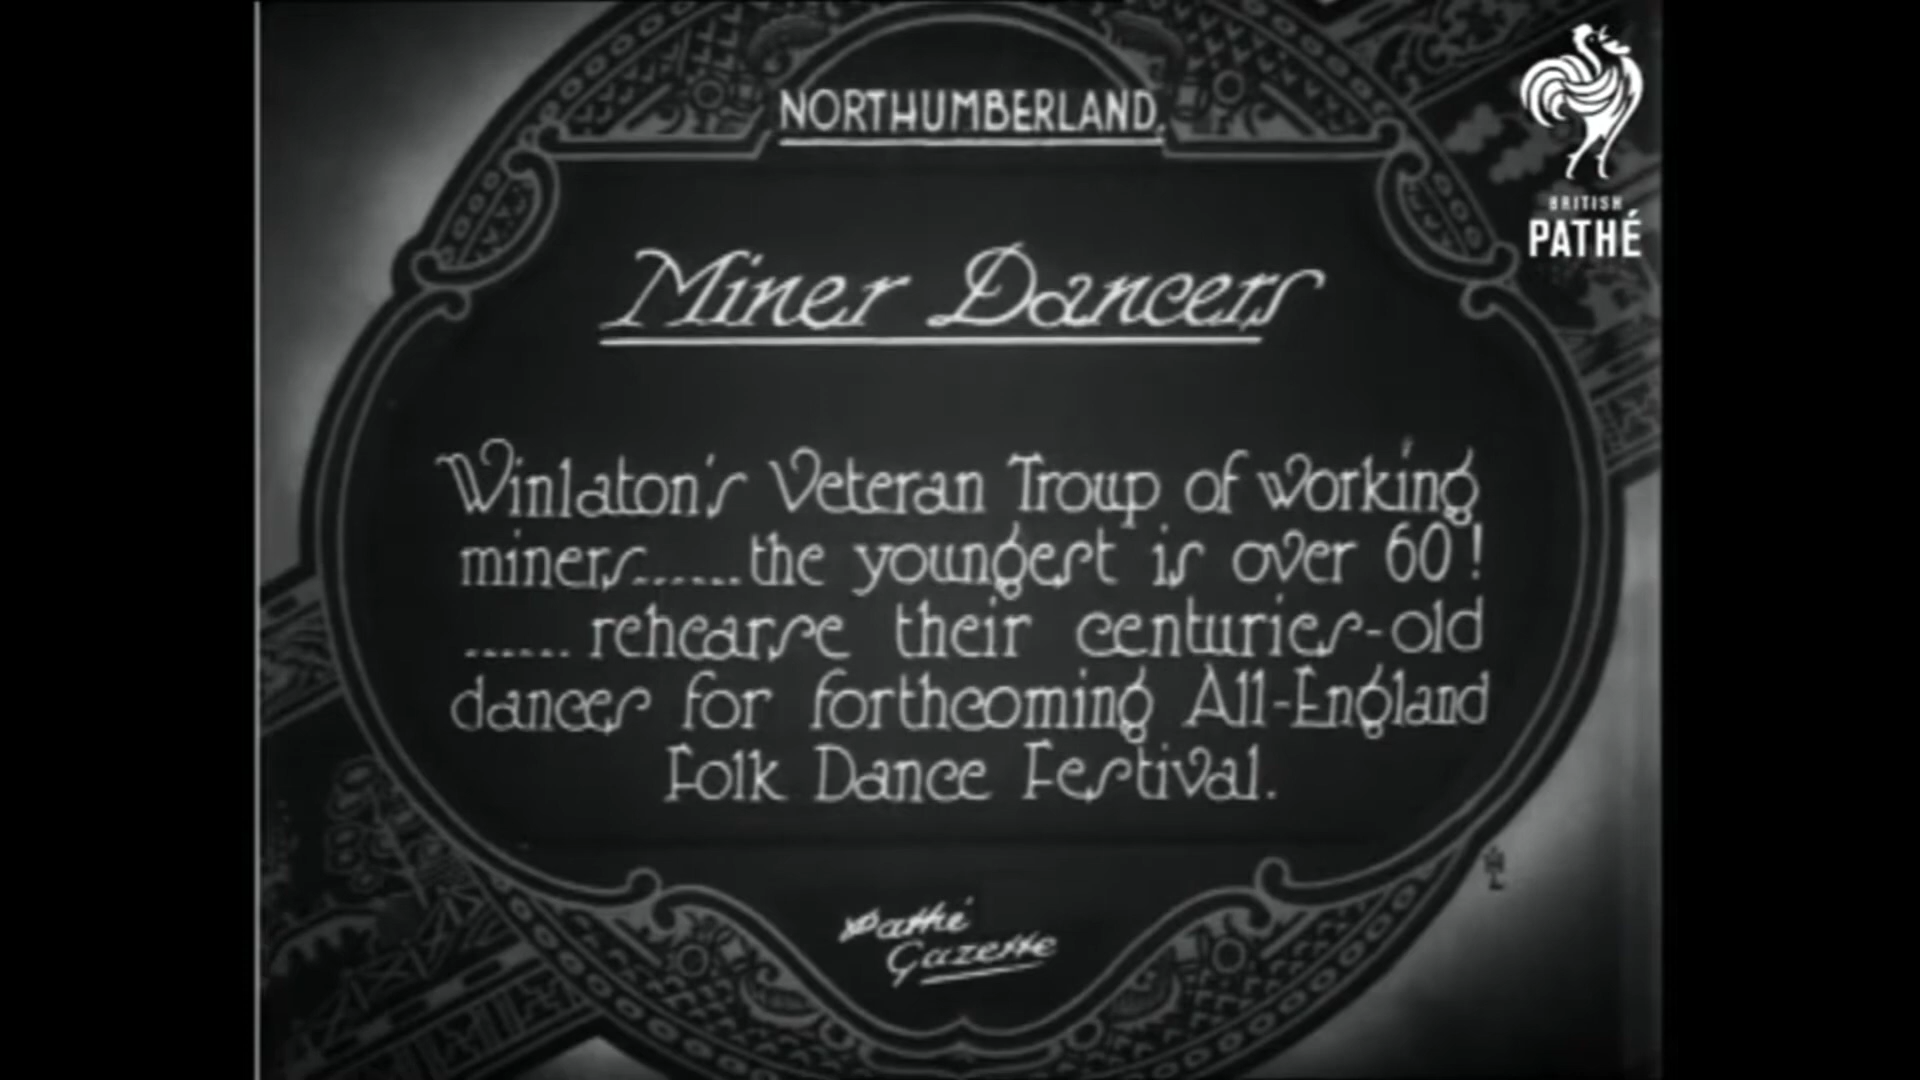 NORTHUMBERLAND.
BRITISH
PATHÉ
Miner Dancers
Winlaton's Veteran Troup of working
miners......the youngest is over 60!
......rehearse their centuries-old
dances for forthcoming All-England
Folk Dance Festival.
Pathé
Gazette